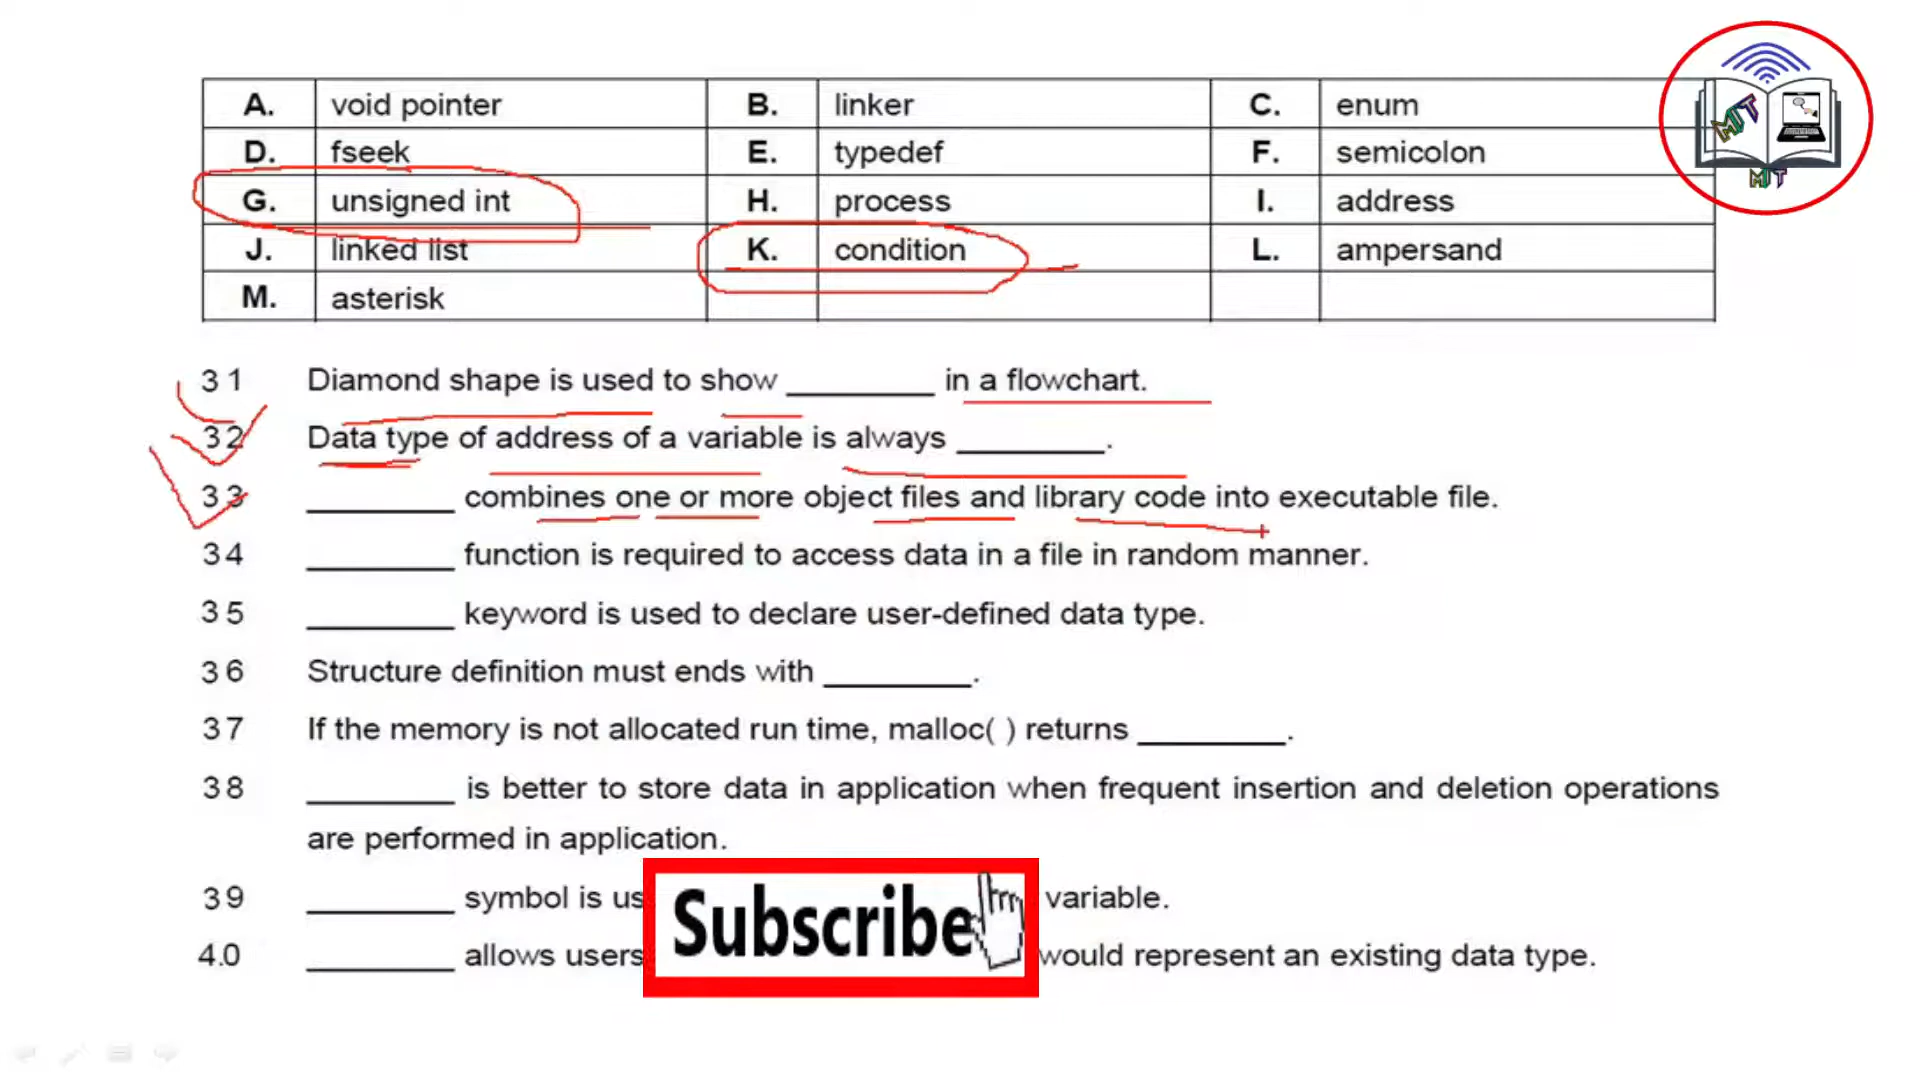 A. void pointer B. linker C. enum
D. fseek E. typedef F. semicolon
G. unsigned int H. process I. address
J. linked list K. condition L. ampersand
M. asterisk
MIT
MIT
31 Diamond shape is used to show ________ in a flowchart.
32 Data type of address of a variable is always ________.
33 ________ combines one or more object files and library code into executable file.
34 ________ function is required to access data in a file in random manner.
35 ________ keyword is used to declare user-defined data type.
36 Structure definition must ends with ________.
37 If the memory is not allocated run time, malloc( ) returns ________.
38 ________ is better to store data in application when frequent insertion and deletion operations
are performed in application.
39 ________ symbol is us variable.
Subscribe
40 ________ allows users would represent an existing data type.